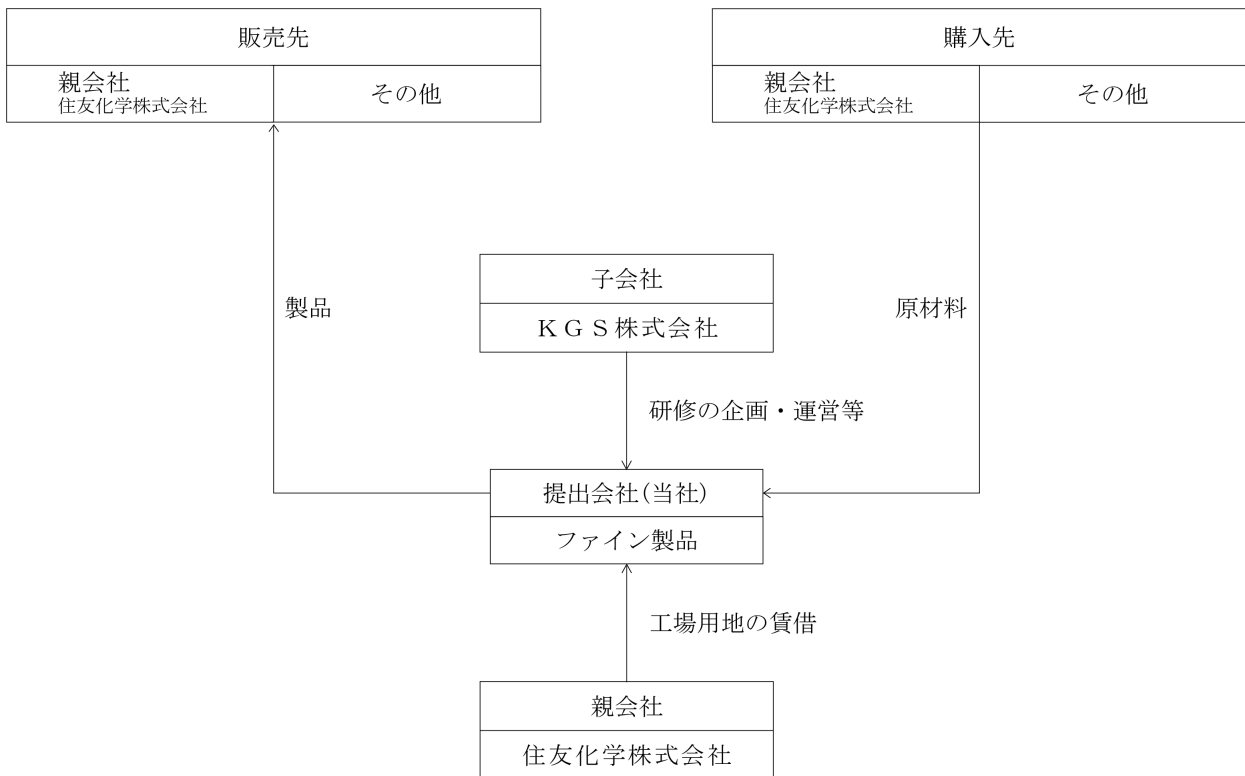 販売先
親会社
住友化学株式会社
その他
購入先
親会社
住友化学株式会社
その他
子会社
KGS株式会社
製品
原材料
研修の企画・運営等
提出会社(当社)
ファイン製品
工場用地の賃借
親会社
住友化学株式会社